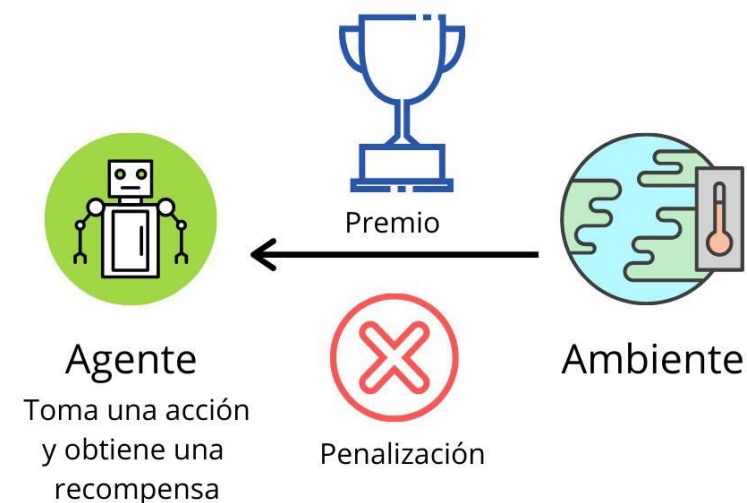 Premio
Agente
Ambiente
Toma una acción
y obtiene una
recompensa
Penalización